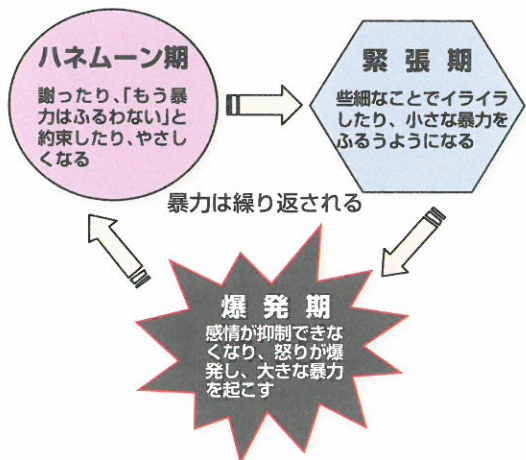 ハネムーン期
謝ったり、「もう暴
力はふるわない」と
約束したり、やさし
くなる
緊張期
些細なことでイライラ
したり、小さな暴力を
ふるうようになる
暴力は繰り返される
爆発期
感情が抑制できな
くなり、怒りが爆
発し、大きな暴力
を起こす